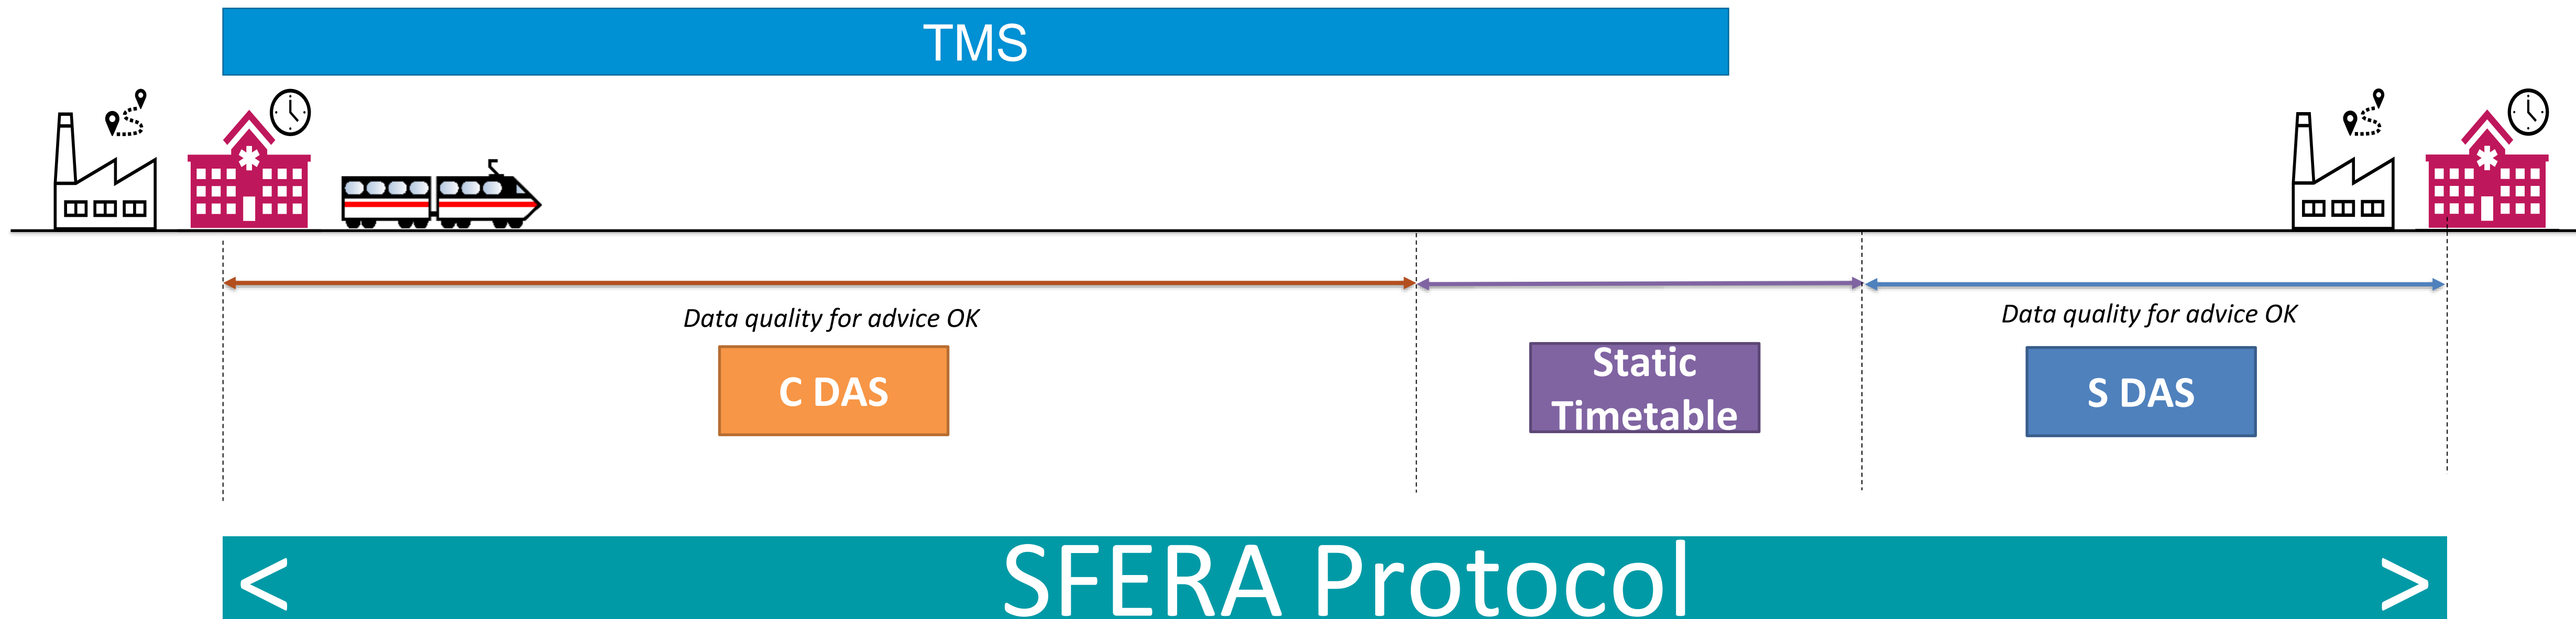 TMS
Data quality for advice OK
Data quality for advice OK
C DAS
Static
Timetable
S DAS
< SFERA Protocol >